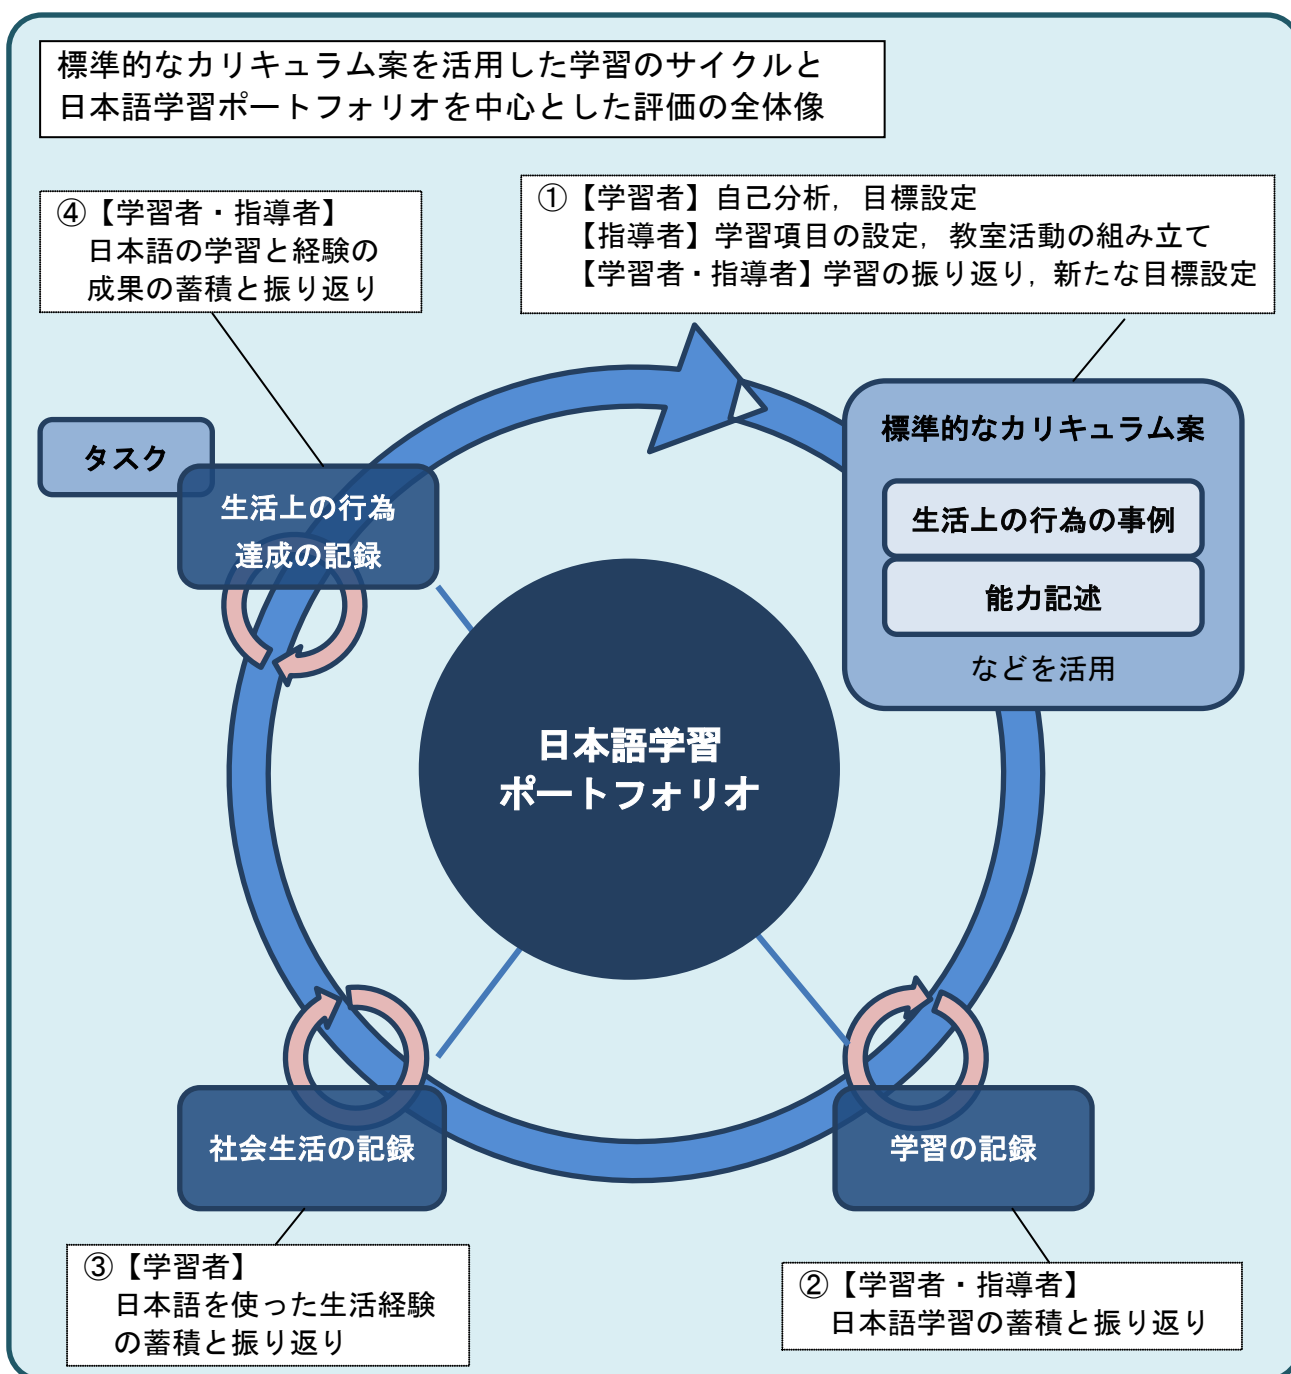 標準的なカリキュラム案を活用した学習のサイクルと
日本語学習ポートフォリオを中心とした評価の全体像
④【学習者・指導者】
日本語の学習と経験の
成果の蓄積と振り返り
①【学習者】自己分析，目標設定
【指導者】学習項目の設定，教室活動の組み立て
【学習者・指導者】学習の振り返り，新たな目標設定
タスク
生活上の行為
達成の記録
標準的なカリキュラム案
生活上の行為の事例
能力記述
などを活用
日本語学習
ポートフォリオ
社会生活の記録
学習の記録
③【学習者】
日本語を使った生活経験
の蓄積と振り返り
②【学習者・指導者】
日本語学習の蓄積と振り返り